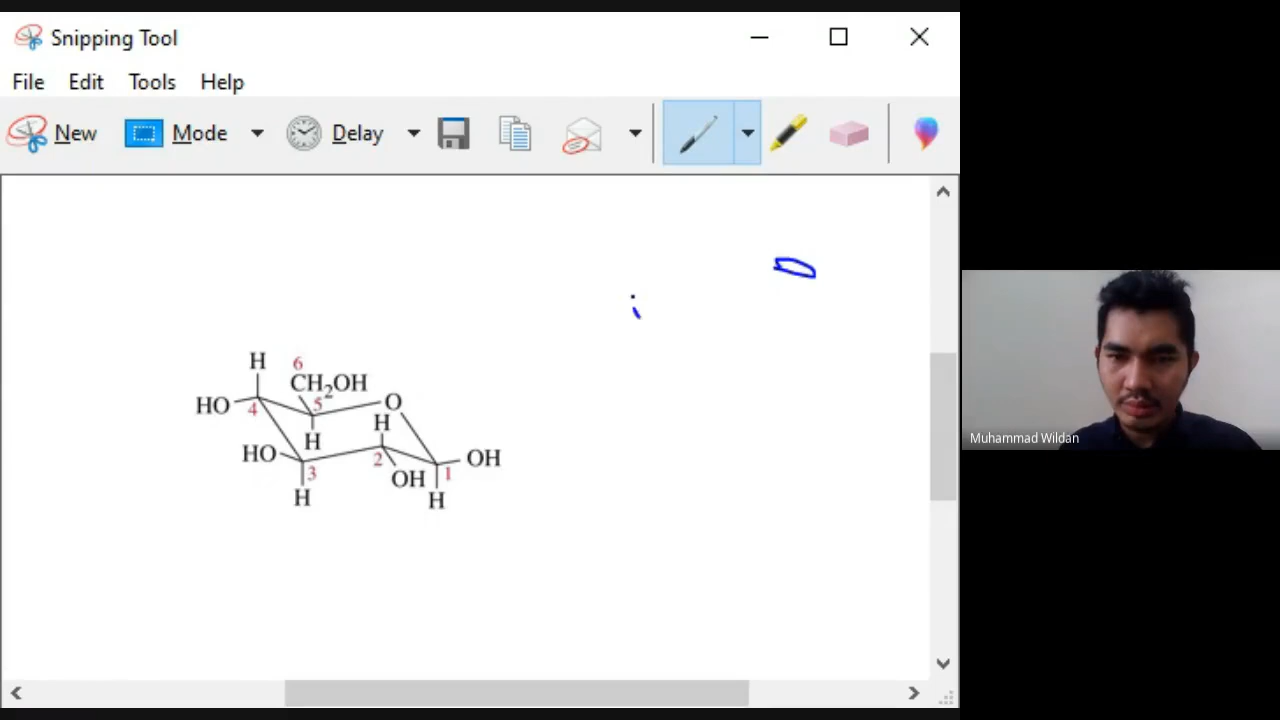 Snipping Tool
File Edit Tools Help
New Mode Delay
H 6
CH2OH
HO 4 5 O
H
H
HO 3 2 OH
OH 1
H H
Muhammad Wildan